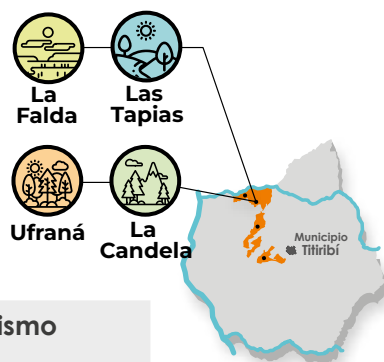 La
Falda
Las
Tapias
Ufraná
La
Candela
Municipio
Titiribí
ismo